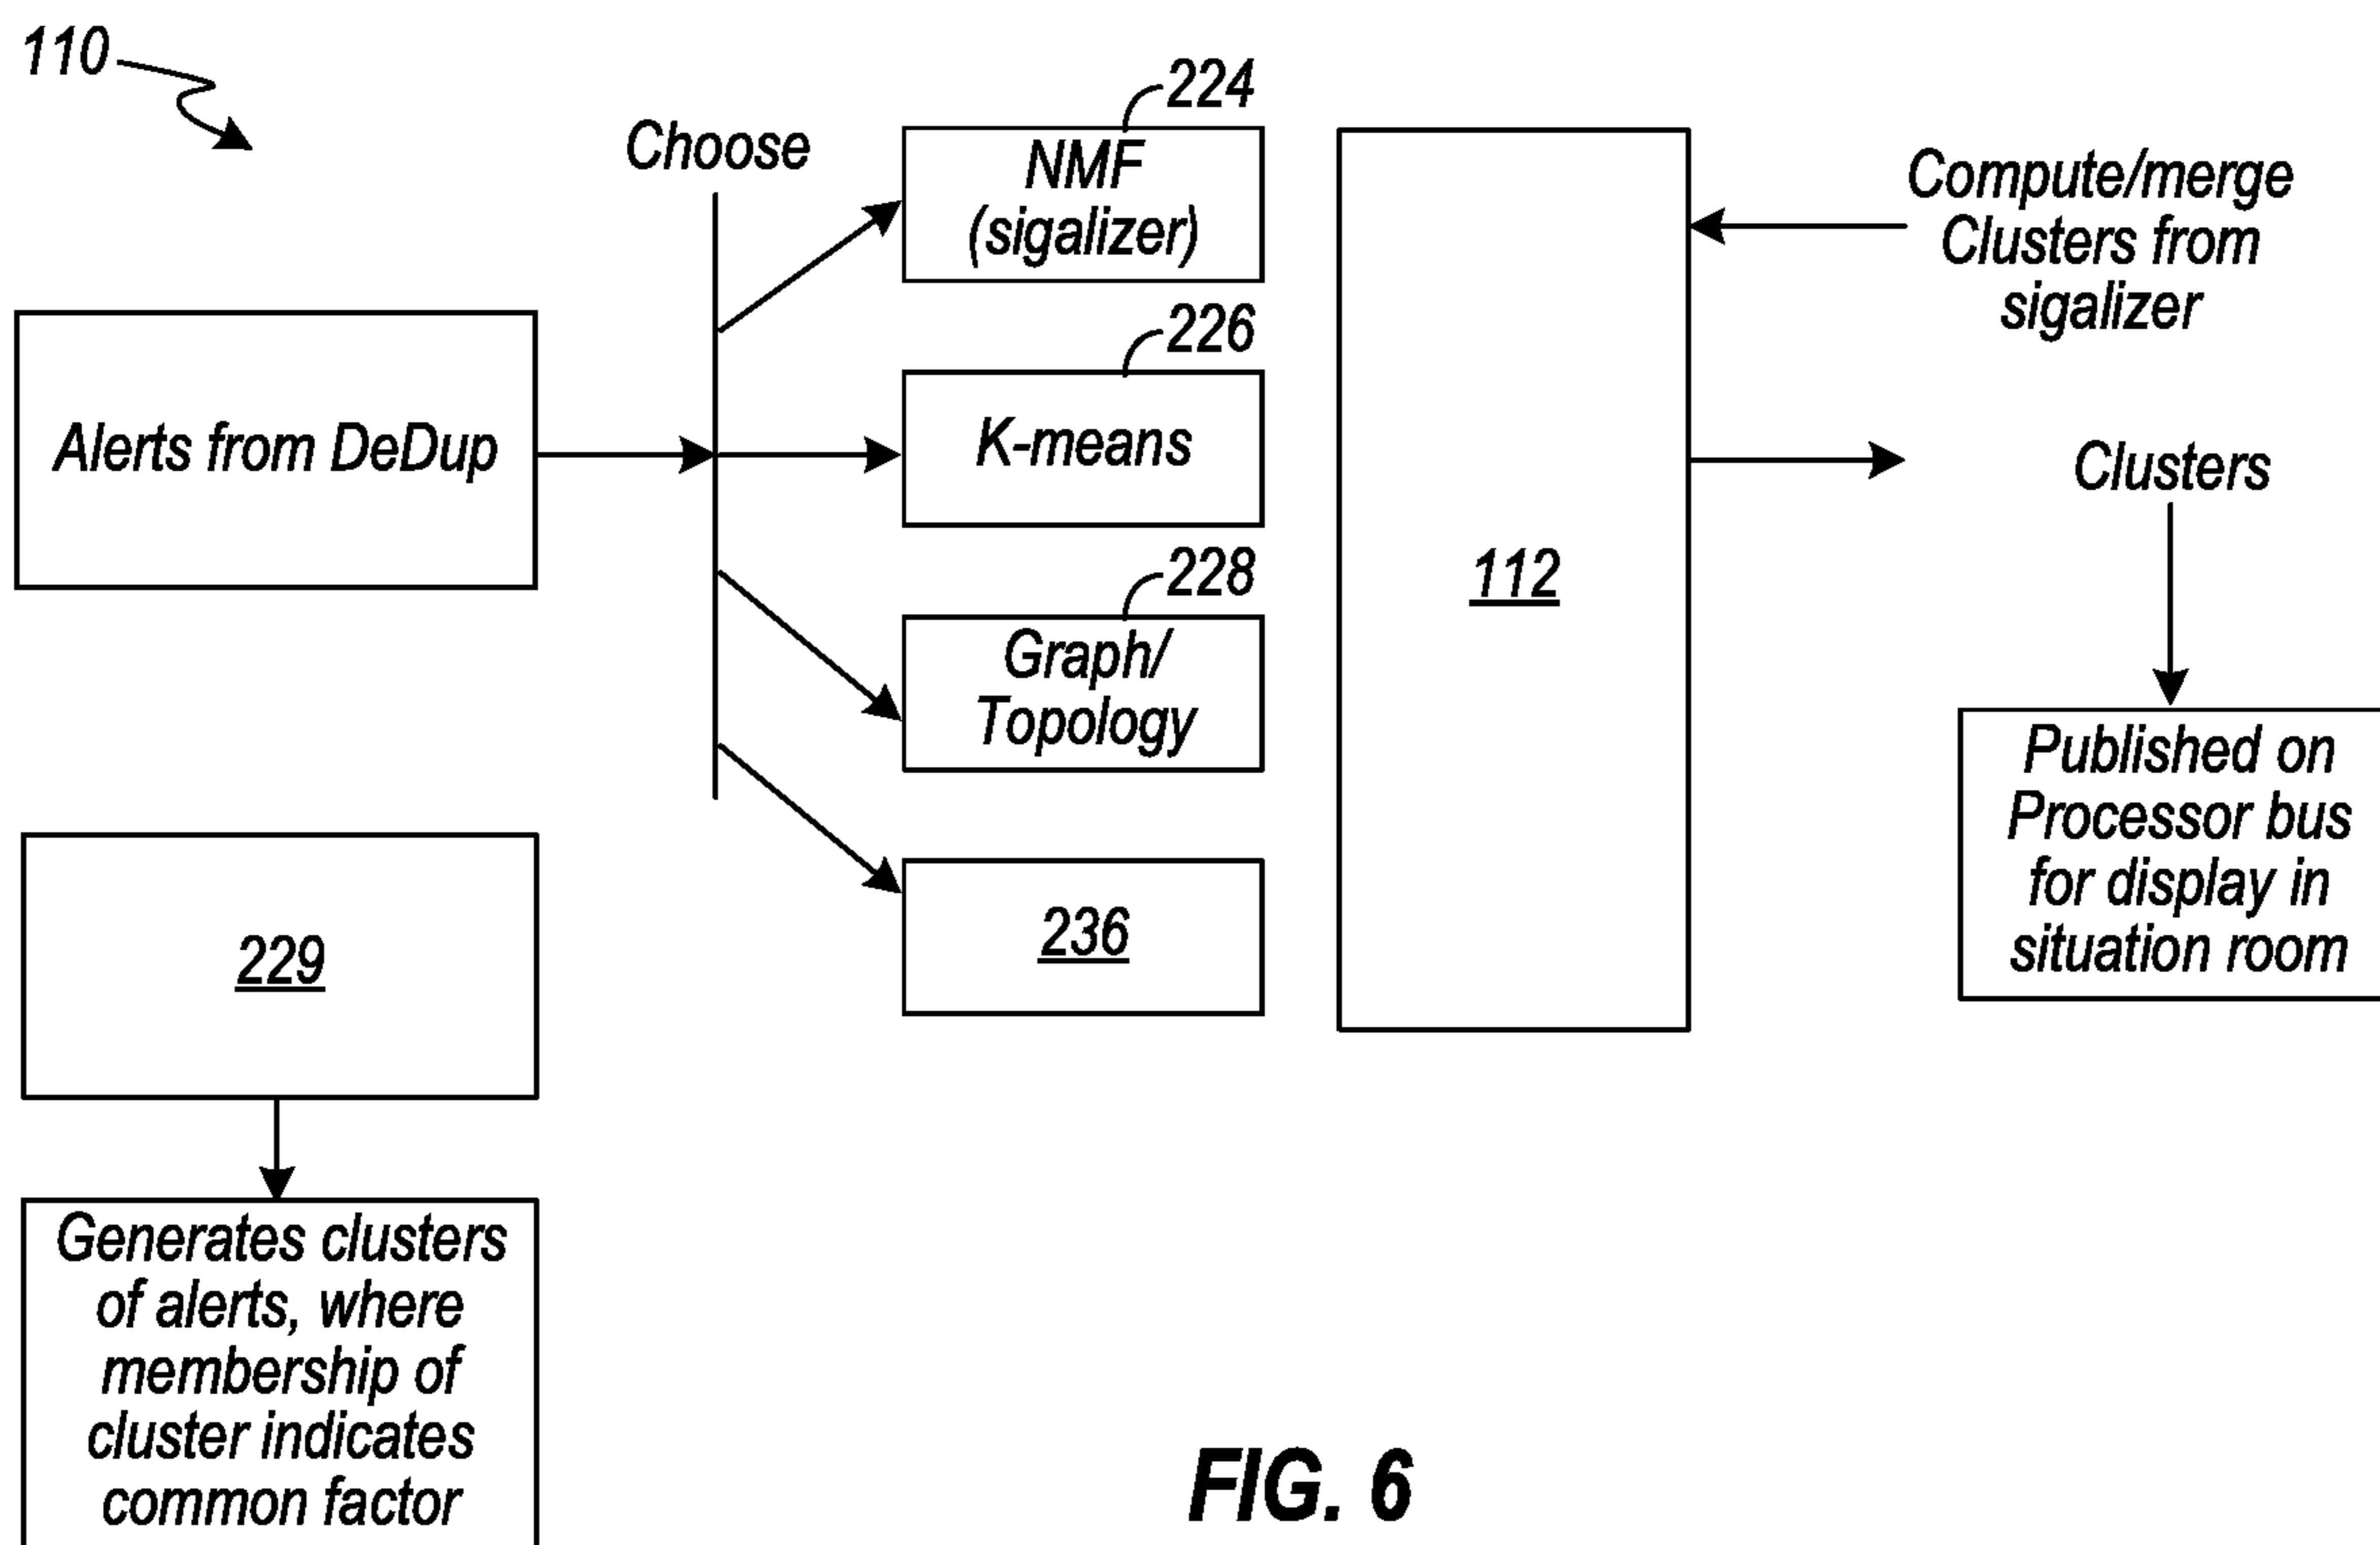 110
Choose
224
NMF
(sigalizer)
Compute/merge
Clusters from
sigalizer
Alerts from DeDup
226
K-means
Clusters
112
228
Graph/
Topology
Published on
Processor bus
for display in
situation room
236
229
Generates clusters
of alerts, where
membership of
cluster indicates
common factor
FIG. 6